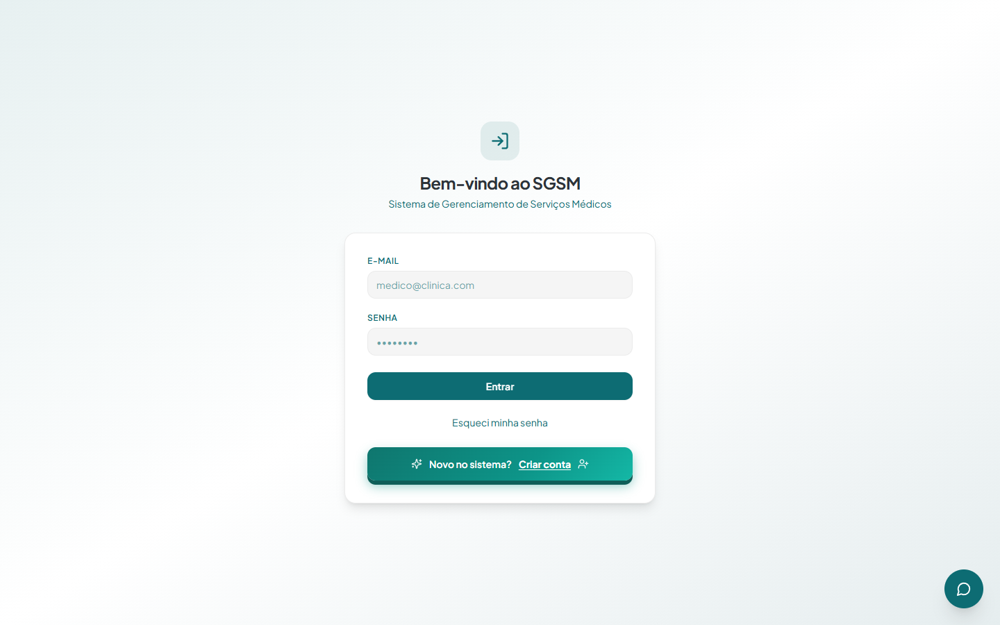 Bem-vindo ao SGSM
Sistema de Gerenciamento de Serviços Médicos
E-MAIL
medico@clinica.com
SENHA
••••••••
Entrar
Esqueci minha senha
Novo no sistema? Criar conta